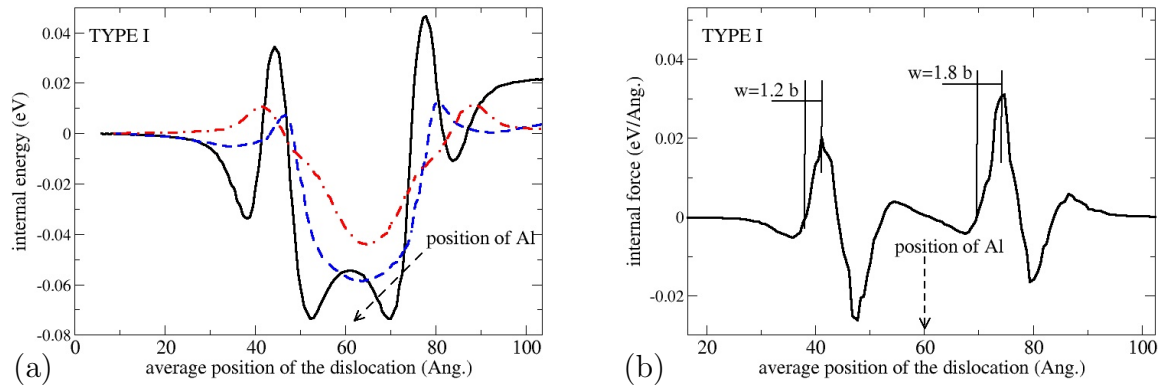 TYPE I
internal energy (eV)
0.04
0.02
0
-0.02
-0.04
-0.06
-0.08
position of Al
0 20 40 60 80 100
average position of the dislocation (Ang.)
(a)
TYPE I
internal force (eV/Ang.)
0.04
0.02
0
-0.02
w=1.2 b
w=1.8 b
position of Al
20 40 60 80 100
average position of the dislocation (Ang.)
(b)